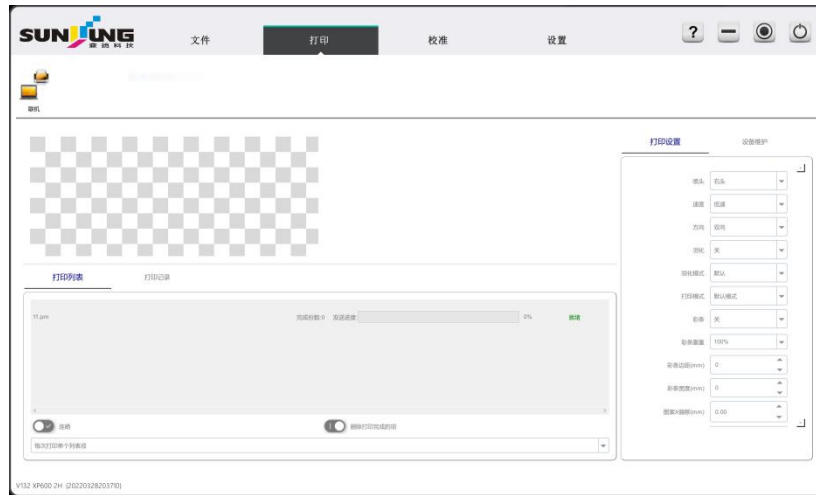 SUNJUNG
森骏科技
文件
打印
校准
设置
?
联机
打印设置
设备维护
喷头 右头
速度 低速
方向 双向
羽化 关
羽化模式 默认
打印模式 默认模式
彩条 关
彩条重量 100%
彩条边距(mm) 0
彩条宽度(mm) 0
图案X偏移(mm) 0.00
打印列表
打印记录
11.prn 完成份数:0 发送进度 0% 就绪
连晒
删除打印完成的项
每次打印单个列表项
V132 XP600 2H (20220328203710)